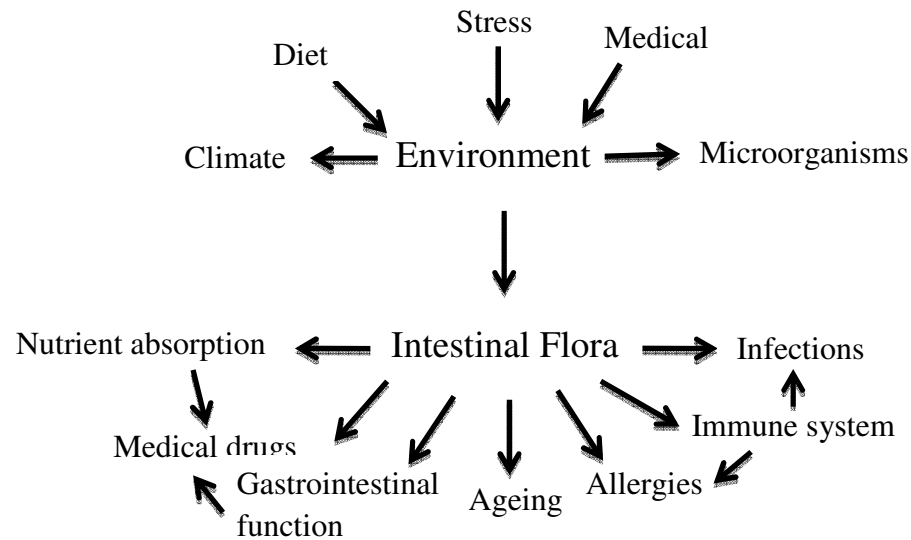 Stress
Diet
Medical
Climate
Environment
Microorganisms
Nutrient absorption
Intestinal Flora
Infections
Medical drugs
Immune system
Gastrointestinal
function
Ageing
Allergies